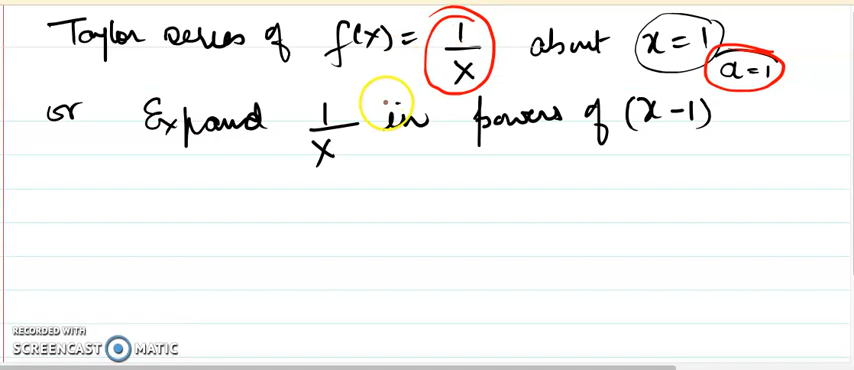 Taylor series of f(x) = 1/x about x = 1
a = 1
or Expand 1/x in powers of (x - 1)
RECORDED WITH
SCREENCAST MATIC